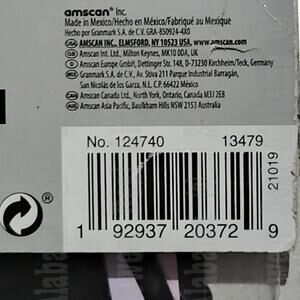 amscan® Inc.
Made in Mexico/Hecho en México/Fabriqué au Mexique
Hecho por Granmark S.A. de C.V. GRA-850924-4X0
AMSCAN INC., ELMSFORD, NY 10523 USA, www.amscan.com
Amscan Int Ltd., Milton Keynes, MK10 0DA, UK
Amscan Europe GmbH, Dettinger Str. 148, D-73230 Kirchheim/Teck, Germany
Granmark S.A. de C.V., Av. Stiva 211 Parque Industrial Barragan,
San Nicolás de los Garza, N.L. C.P. 66422 México
Amscan Canada Ltd., North York, Ontario, Canada M3J 2E8
Amscan Asia Pacific, Baulkham Hills NSW 2153 Australia
No. 124740 13479
21019
1 92937 20372 9